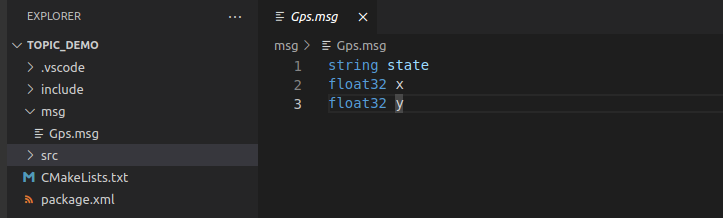 EXPLORER ...
TOPIC_DEMO
.vscode
include
msg
Gps.msg
src
CMakeLists.txt
package.xml
Gps.msg
msg > Gps.msg
1 string state
2 float32 x
3 float32 y